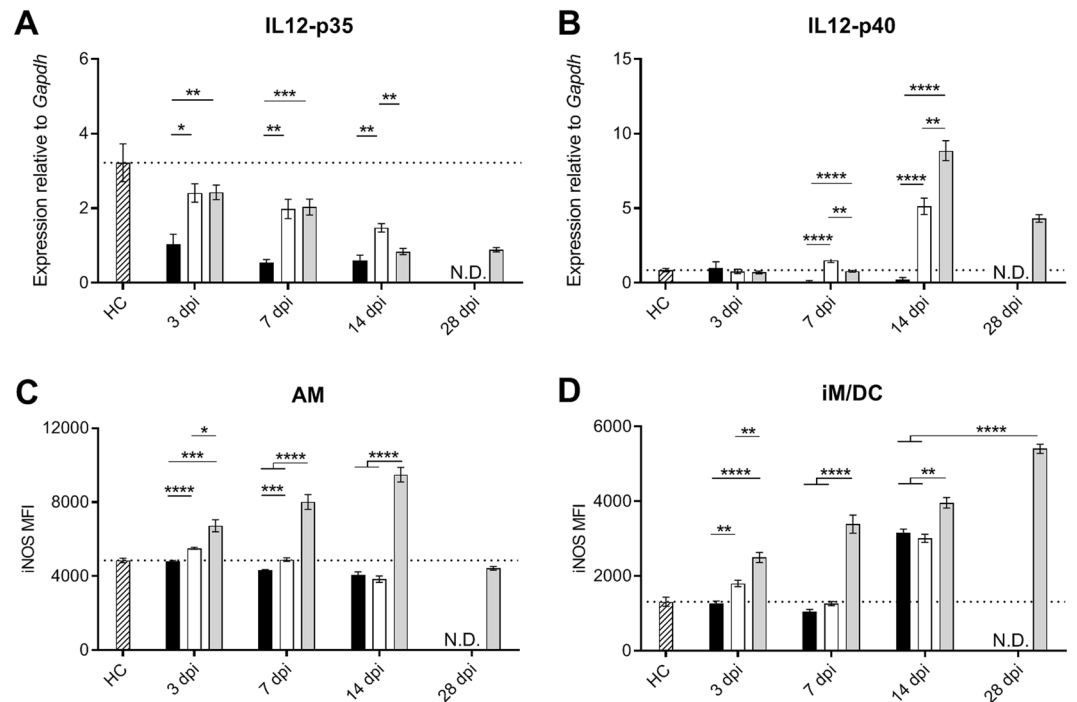 A
IL12-p35
Expression relative to Gapdh
6
4
2
0
** *** **
* ** **
N.D.
HC 3 dpi 7 dpi 14 dpi 28 dpi
B
IL12-p40
Expression relative to Gapdh
15
10
5
0
****
**
**** ****
**
****
N.D.
HC 3 dpi 7 dpi 14 dpi 28 dpi
C
AM
iNOS MFI
12000
8000
4000
0
*
*** **** ****
**** ***
N.D.
HC 3 dpi 7 dpi 14 dpi 28 dpi
D
iM/DC
iNOS MFI
6000
4000
2000
0
** ****
**** **** **
**
N.D.
HC 3 dpi 7 dpi 14 dpi 28 dpi